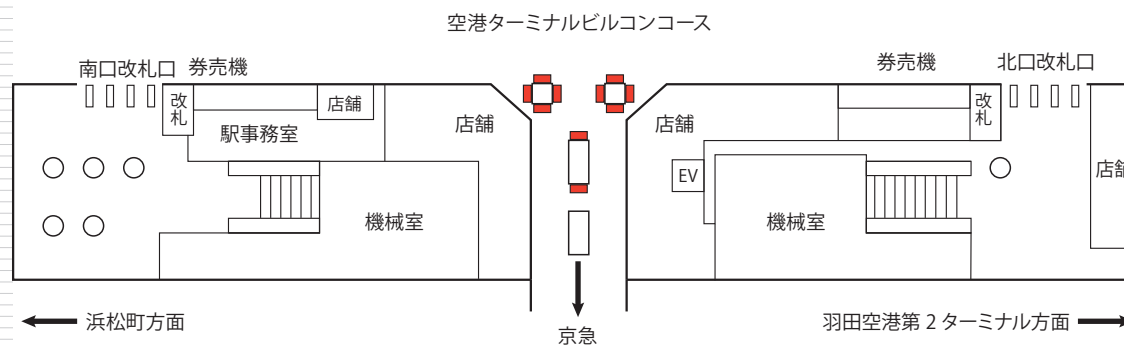 空港ターミナルビルコンコース
南口改札口 券売機
券売機 北口改札口
改札
店舗
駅事務室
店舗
店舗
改札
EV
店舗
機械室
機械室
浜松町方面
京急
羽田空港第2ターミナル方面